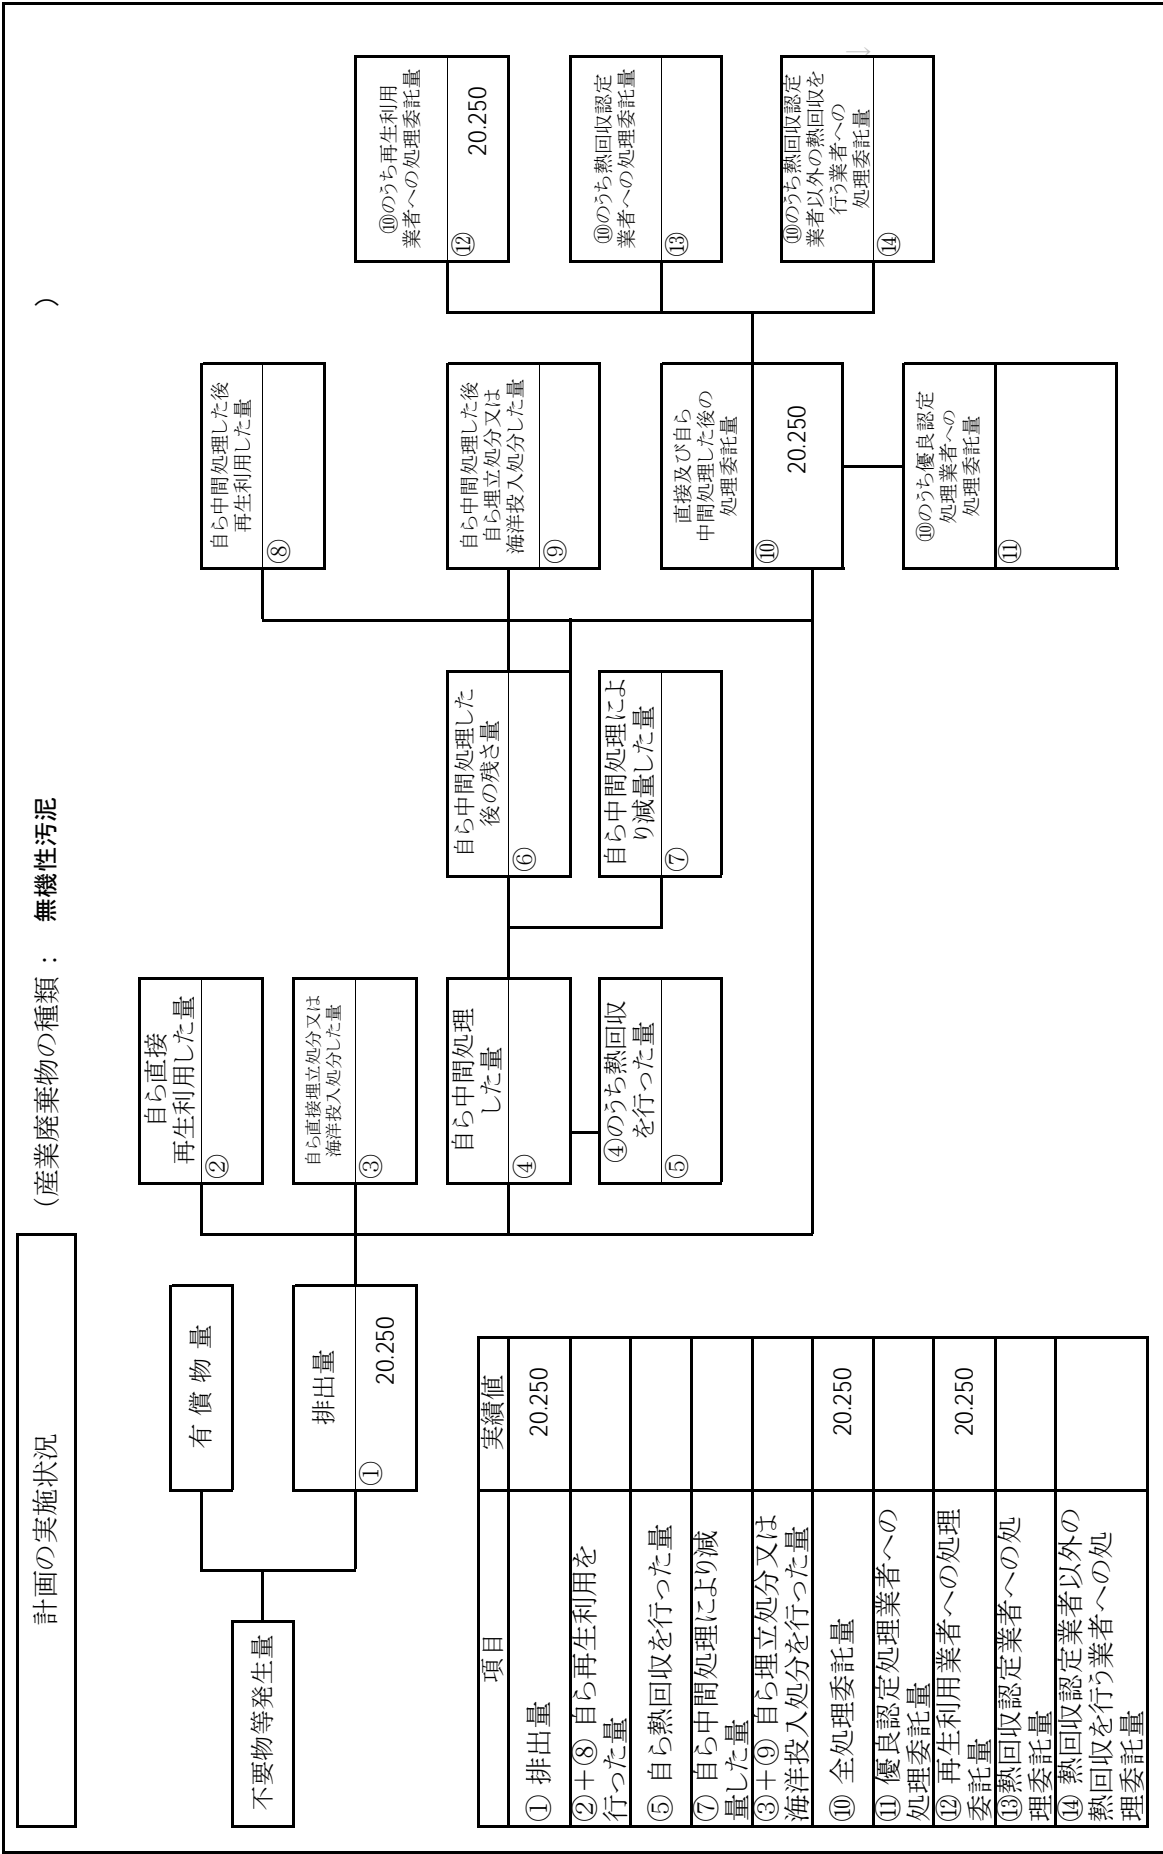 計画の実施状況
（産業廃棄物の種類 ： 無機性汚泥 ）
不要物等発生量
有 償 物 量
排出量
①
20.250
自ら直接
再生利用した量
②
自ら直接埋立処分又は
海洋投入処分した量
③
自ら中間処理
した量
④
④のうち熱回収
を行った量
⑤
自ら中間処理した
後の残さ量
⑥
自ら中間処理によ
り減量した量
⑦
自ら中間処理した後
再生利用した量
⑧
自ら中間処理した後
自ら埋立処分又は
海洋投入処分した量
⑨
直接及び自ら
中間処理した後の
処理委託量
⑩
20.250
⑩のうち優良認定
処理業者への
処理委託量
⑪
⑩のうち再生利用
業者への処理委託量
⑫
20.250
⑩のうち熱回収認定
業者への処理委託量
⑬
⑩のうち熱回収認定
業者以外の熱回収を
行う業者への
処理委託量
⑭
↓
項目 実績値
① 排出量 20.250
②＋⑧ 自ら再生利用を
行った量
⑤ 自ら熱回収を行った量
⑦ 自ら中間処理により減
量した量
③＋⑨ 自ら埋立処分又は
海洋投入処分を行った量
⑩ 全処理委託量 20.250
⑪ 優良認定処理業者への
処理委託量
⑫ 再生利用業者への処理
委託量 20.250
⑬熱回収認定業者への処
理委託量
⑭ 熱回収認定業者以外の
熱回収を行う業者への処
理委託量